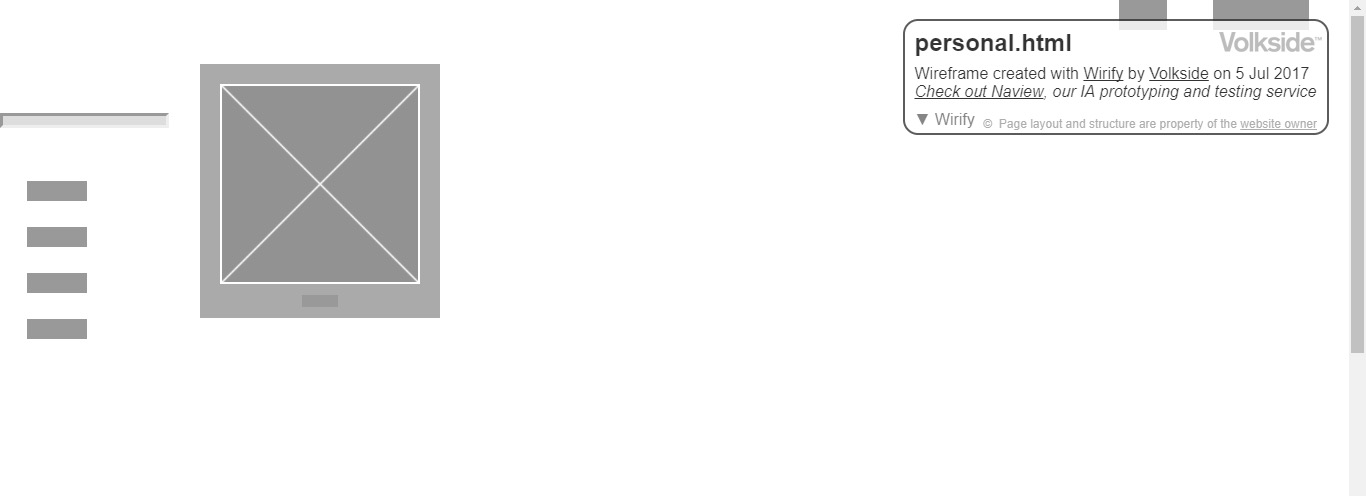 personal.html
Volkside™
Wireframe created with Wirify by Volkside on 5 Jul 2017
Check out Naview, our IA prototyping and testing service
▼ Wirify © Page layout and structure are property of the website owner